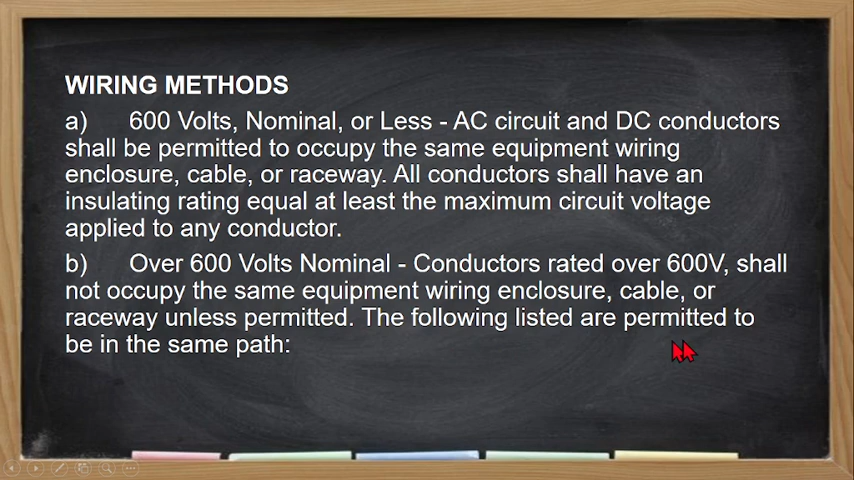 WIRING METHODS
a) 600 Volts, Nominal, or Less - AC circuit and DC conductors
shall be permitted to occupy the same equipment wiring
enclosure, cable, or raceway. All conductors shall have an
insulating rating equal at least the maximum circuit voltage
applied to any conductor.
b) Over 600 Volts Nominal - Conductors rated over 600V, shall
not occupy the same equipment wiring enclosure, cable, or
raceway unless permitted. The following listed are permitted to
be in the same path: